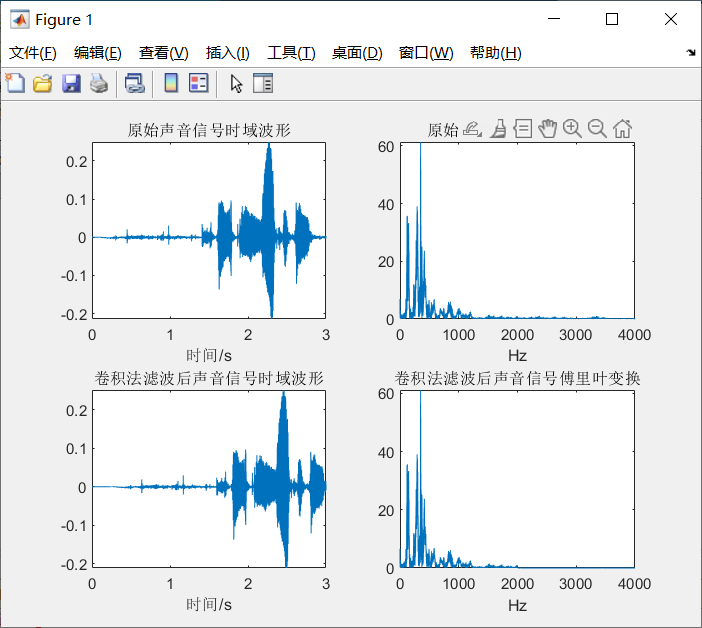 Figure 1
文件(F) 编辑(E) 查看(V) 插入(I) 工具(T) 桌面(D) 窗口(W) 帮助(H)
原始声音信号时域波形
0.2
0.1
0
-0.1
-0.2
0 1 2 3
时间/s
原始
60
40
20
0
0 1000 2000 3000 4000
Hz
卷积法滤波后声音信号时域波形
0.2
0.1
0
-0.1
-0.2
0 1 2 3
时间/s
卷积法滤波后声音信号傅里叶变换
60
40
20
0
0 1000 2000 3000 4000
Hz